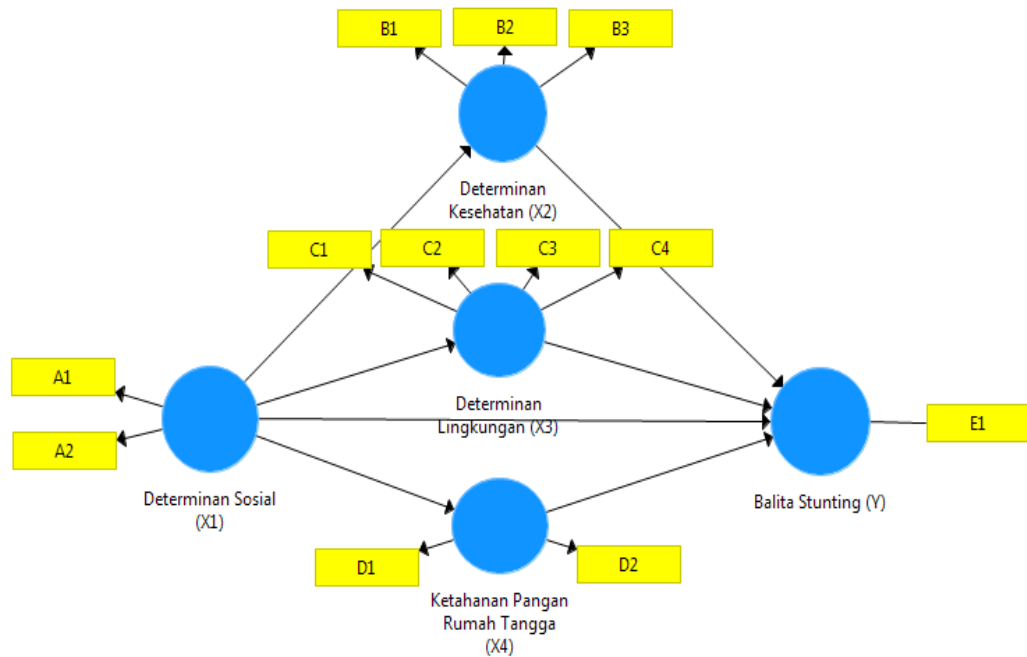 B1
B2
B3
Determinan
Kesehatan (X2)
C1
C2
C3
C4
A1
A2
Determinan
Lingkungan (X3)
E1
Determinan Sosial
(X1)
Balita Stunting (Y)
D1
D2
Ketahanan Pangan
Rumah Tangga
(X4)